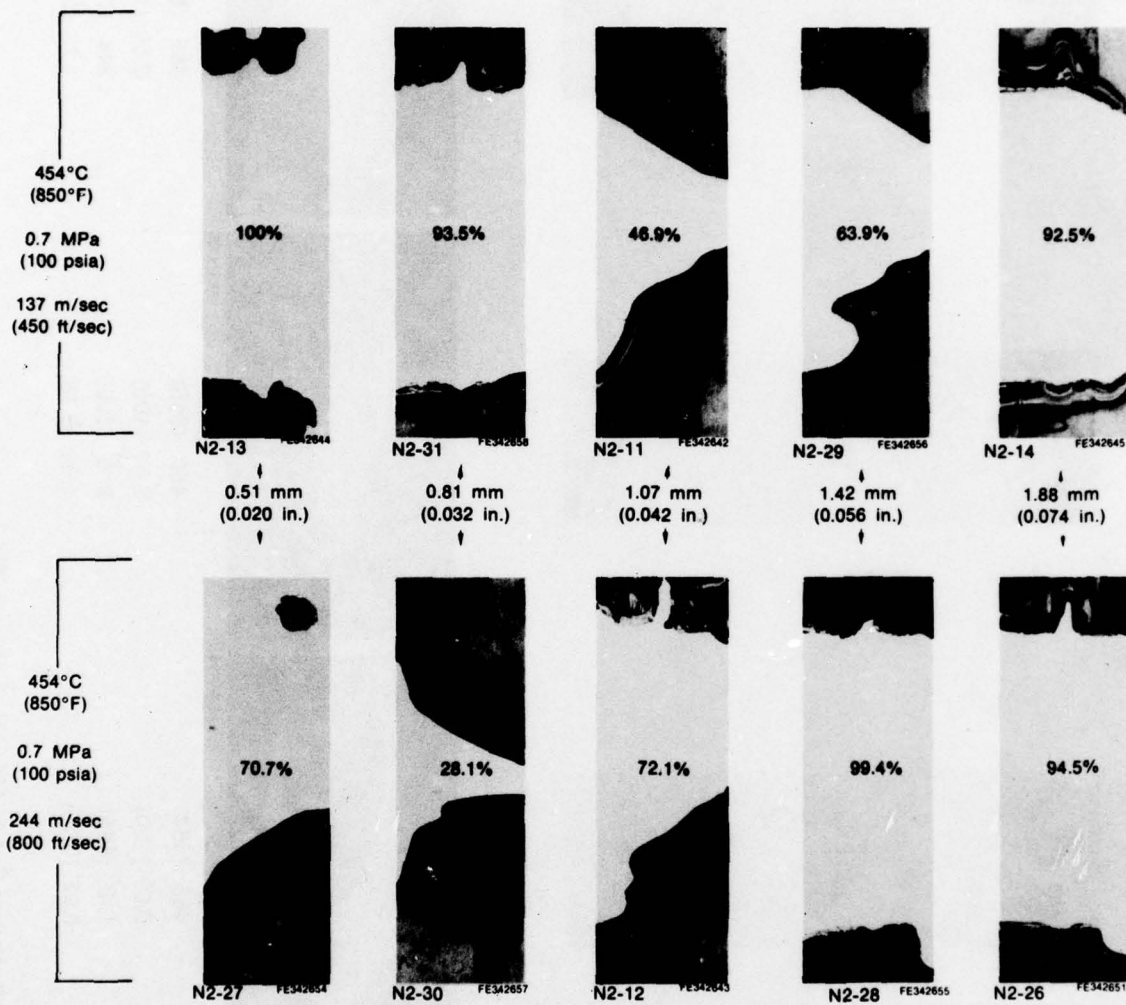 454°C
(850°F)
0.7 MPa
(100 psia)
137 m/sec
(450 ft/sec)
100%
93.5%
46.9%
63.9%
92.5%
N2-13 FE342644
N2-31 FE342658
N2-11 FE342642
N2-29 FE342656
N2-14 FE342645
0.51 mm
(0.020 in.)
0.81 mm
(0.032 in.)
1.07 mm
(0.042 in.)
1.42 mm
(0.056 in.)
1.88 mm
(0.074 in.)
454°C
(850°F)
0.7 MPa
(100 psia)
244 m/sec
(800 ft/sec)
70.7%
28.1%
72.1%
99.4%
94.5%
N2-27 FE342654
N2-30 FE342657
N2-12 FE342643
N2-28 FE342655
N2-26 FE342651